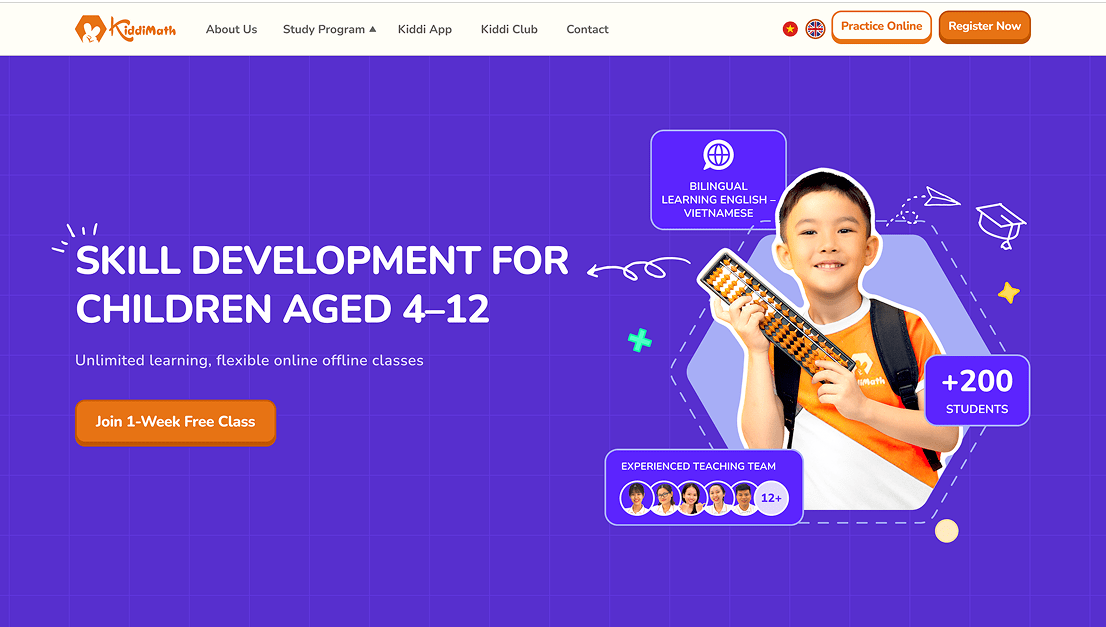 KiddiMath
About Us
Study Program
Kiddi App
Kiddi Club
Contact
Practice Online
Register Now
BILINGUAL
LEARNING ENGLISH –
VIETNAMESE
SKILL DEVELOPMENT FOR
CHILDREN AGED 4–12
Unlimited learning, flexible online offline classes
Join 1-Week Free Class
+200
STUDENTS
EXPERIENCED TEACHING TEAM
12+